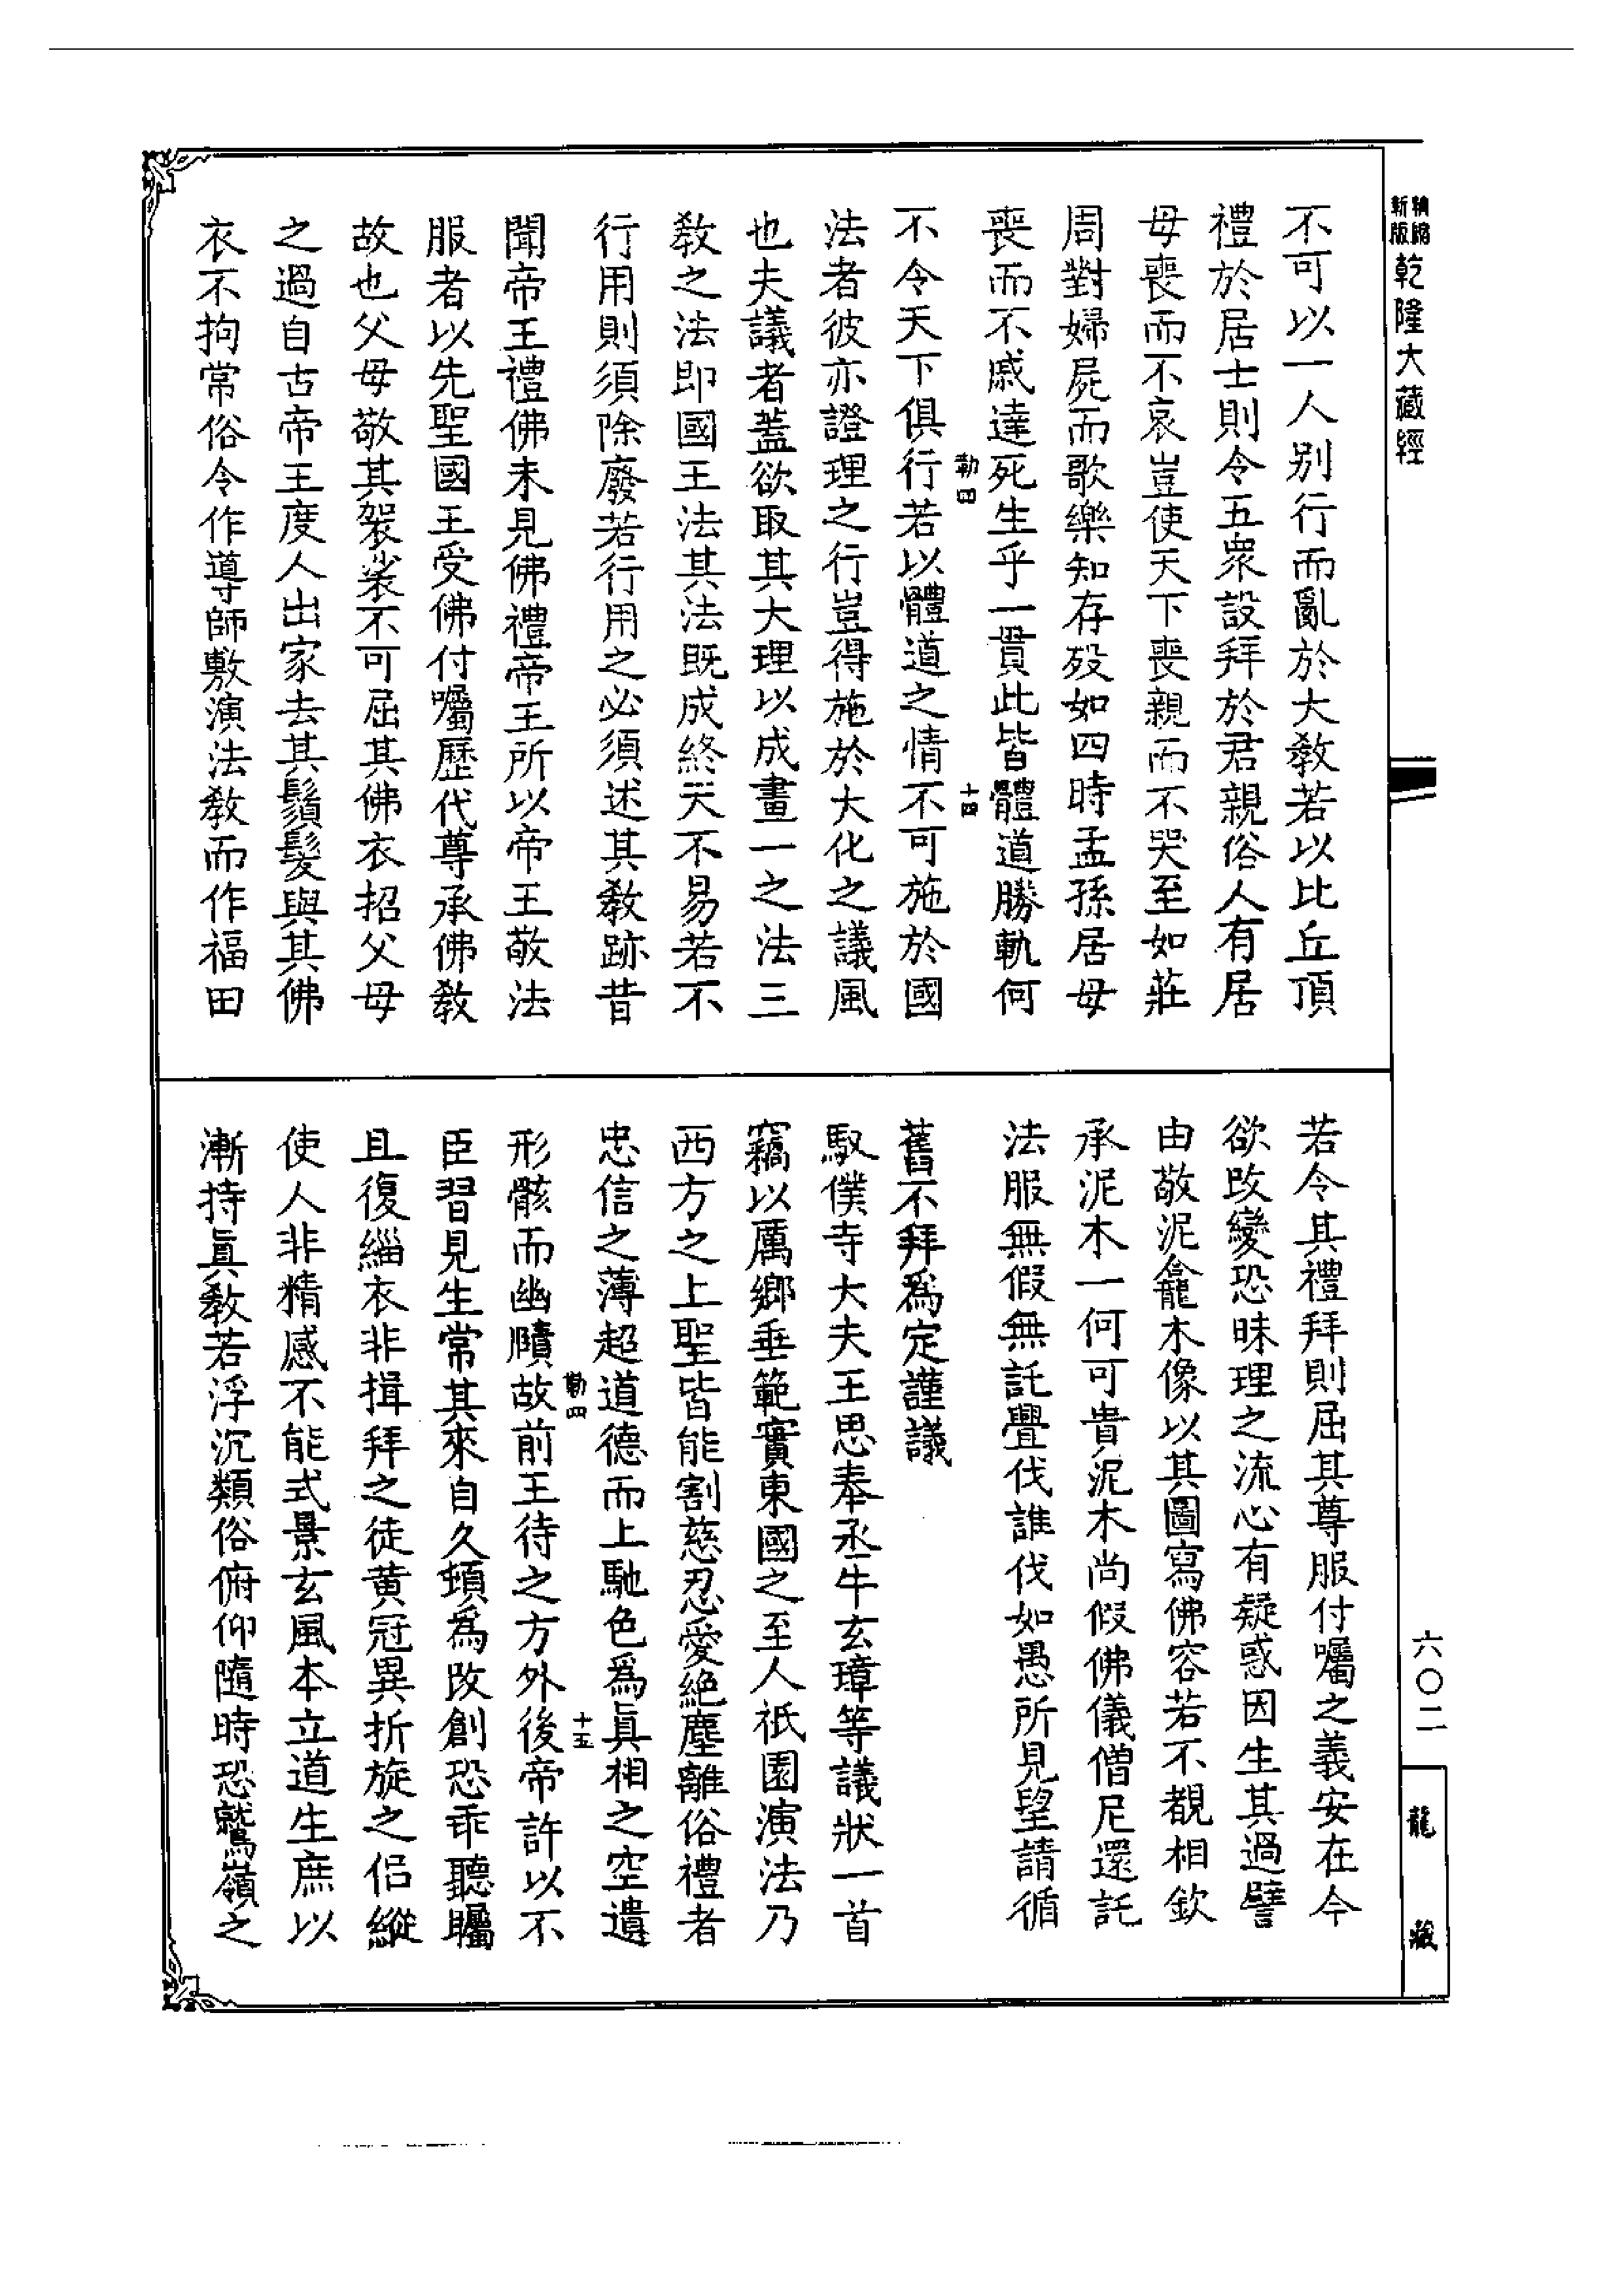 新編縮版乾隆大藏經
不可以一人别行而亂於大教若以比丘頂
禮於居士則令五衆設拜於君親俗人有居
母喪而不哀豈使天下喪親而不哭至如莊
周對婦屍而歌樂知存歿如四時孟孫居母
喪而不慼達死生乎一貫此皆體道勝軌何
勒四
十四
不令天下俱行若以體道之情不可施於國
法者彼亦證理之行豈得施於大化之議風
也夫議者蓋欲取其大理以成畫一之法三
教之法即國王法其法既成終天不易若不
行用則須除廢若行用之必須述其教跡昔
聞帝王禮佛未見佛禮帝王所以帝王敬法
服者以先聖國王受佛付囑歷代尊承佛教
故也父母敬其袈裟不可屈其佛衣招父母
之過自古帝王度人出家去其鬚髮與其佛
衣不拘常俗令作導師敷演法教而作福田
若令其禮拜則屈其尊服付囑之義安在今
欲改變恐昧理之流心有疑惑因生其過譬
由敬泥龕木像以其圖寫佛容若不覩相欽
承泥木一何可貴泥木尚假佛儀僧尼還託
法服無假無託疊伐誰伐如愚所見望請循
舊不拜爲定謹議
馭僕寺大夫王思奉丞牛玄璋等議狀一首
竊以厲鄉垂範實東國之至人祇園演法乃
西方之上聖皆能割慈忍愛絕塵離俗禮者
忠信之薄超道德而上馳色爲眞相之空遺
勒四
十五
形骸而幽賾故前王待之方外後帝許以不
臣習見生常其來自久頊爲改創恐乖聽矚
且復緇衣非揖拜之徒黄冠異折旋之侣縱
使人非精感不能式景玄風本立道生庶以
漸持眞教若浮沉類俗俯仰隨時恐鷲嶺之
六〇二
龍藏